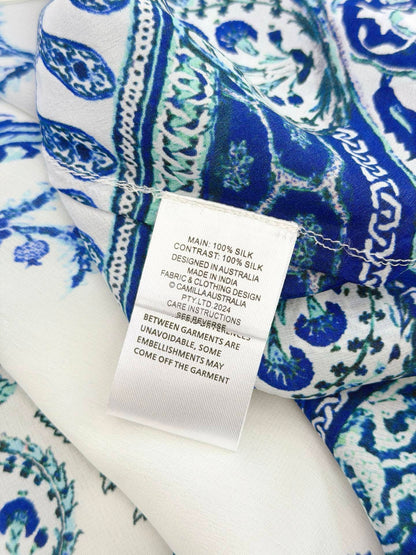 MAIN: 100% SILK
CONTRAST: 100% SILK
DESIGNED IN AUSTRALIA
MADE IN INDIA
FABRIC & CLOTHING DESIGN
© CAMILLA AUSTRALIA
PTY LTD 2024
CARE INSTRUCTIONS
SEE REVERSE
BETWEEN GARMENTS ARE
UNAVOIDABLE, SOME
EMBELLISHMENTS MAY
COME OFF THE GARMENT